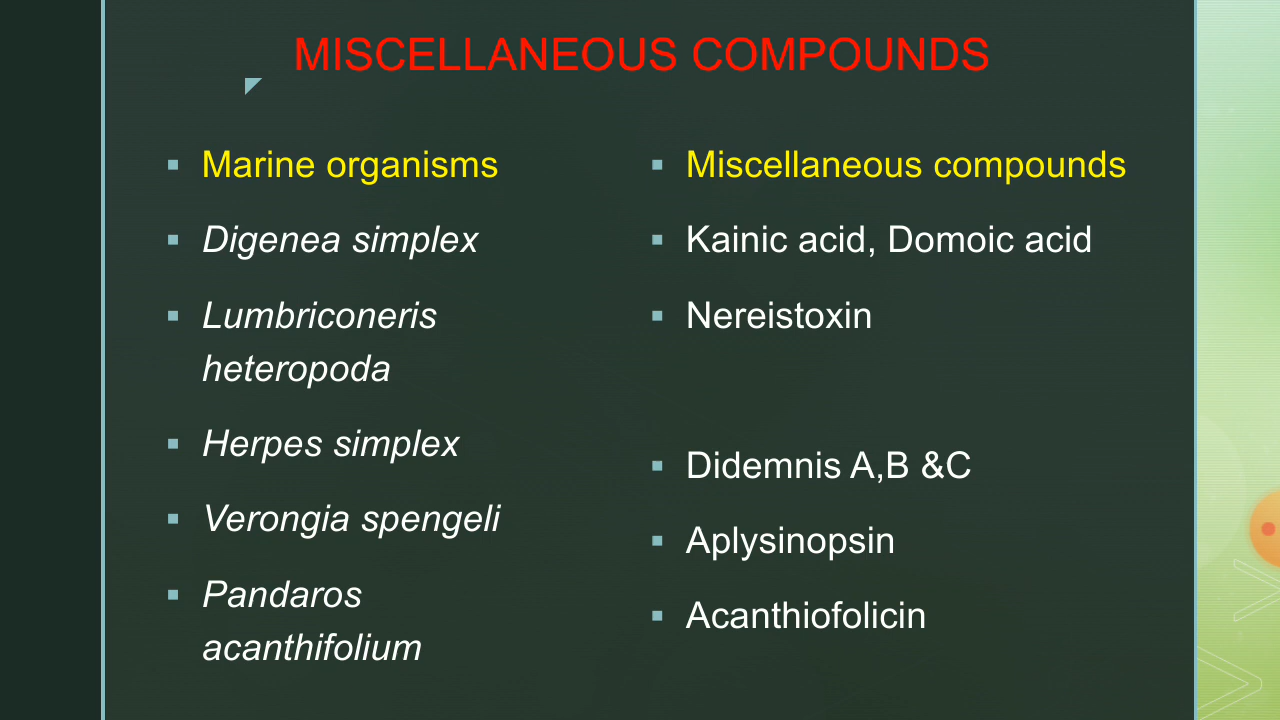 MISCELLANEOUS COMPOUNDS
Marine organisms
Digenea simplex
Lumbriconeris
heteropoda
Herpes simplex
Verongia spengeli
Pandaros
acanthifolium
Miscellaneous compounds
Kainic acid, Domoic acid
Nereistoxin
Didemnis A,B &C
Aplysinopsin
Acanthiofolicin